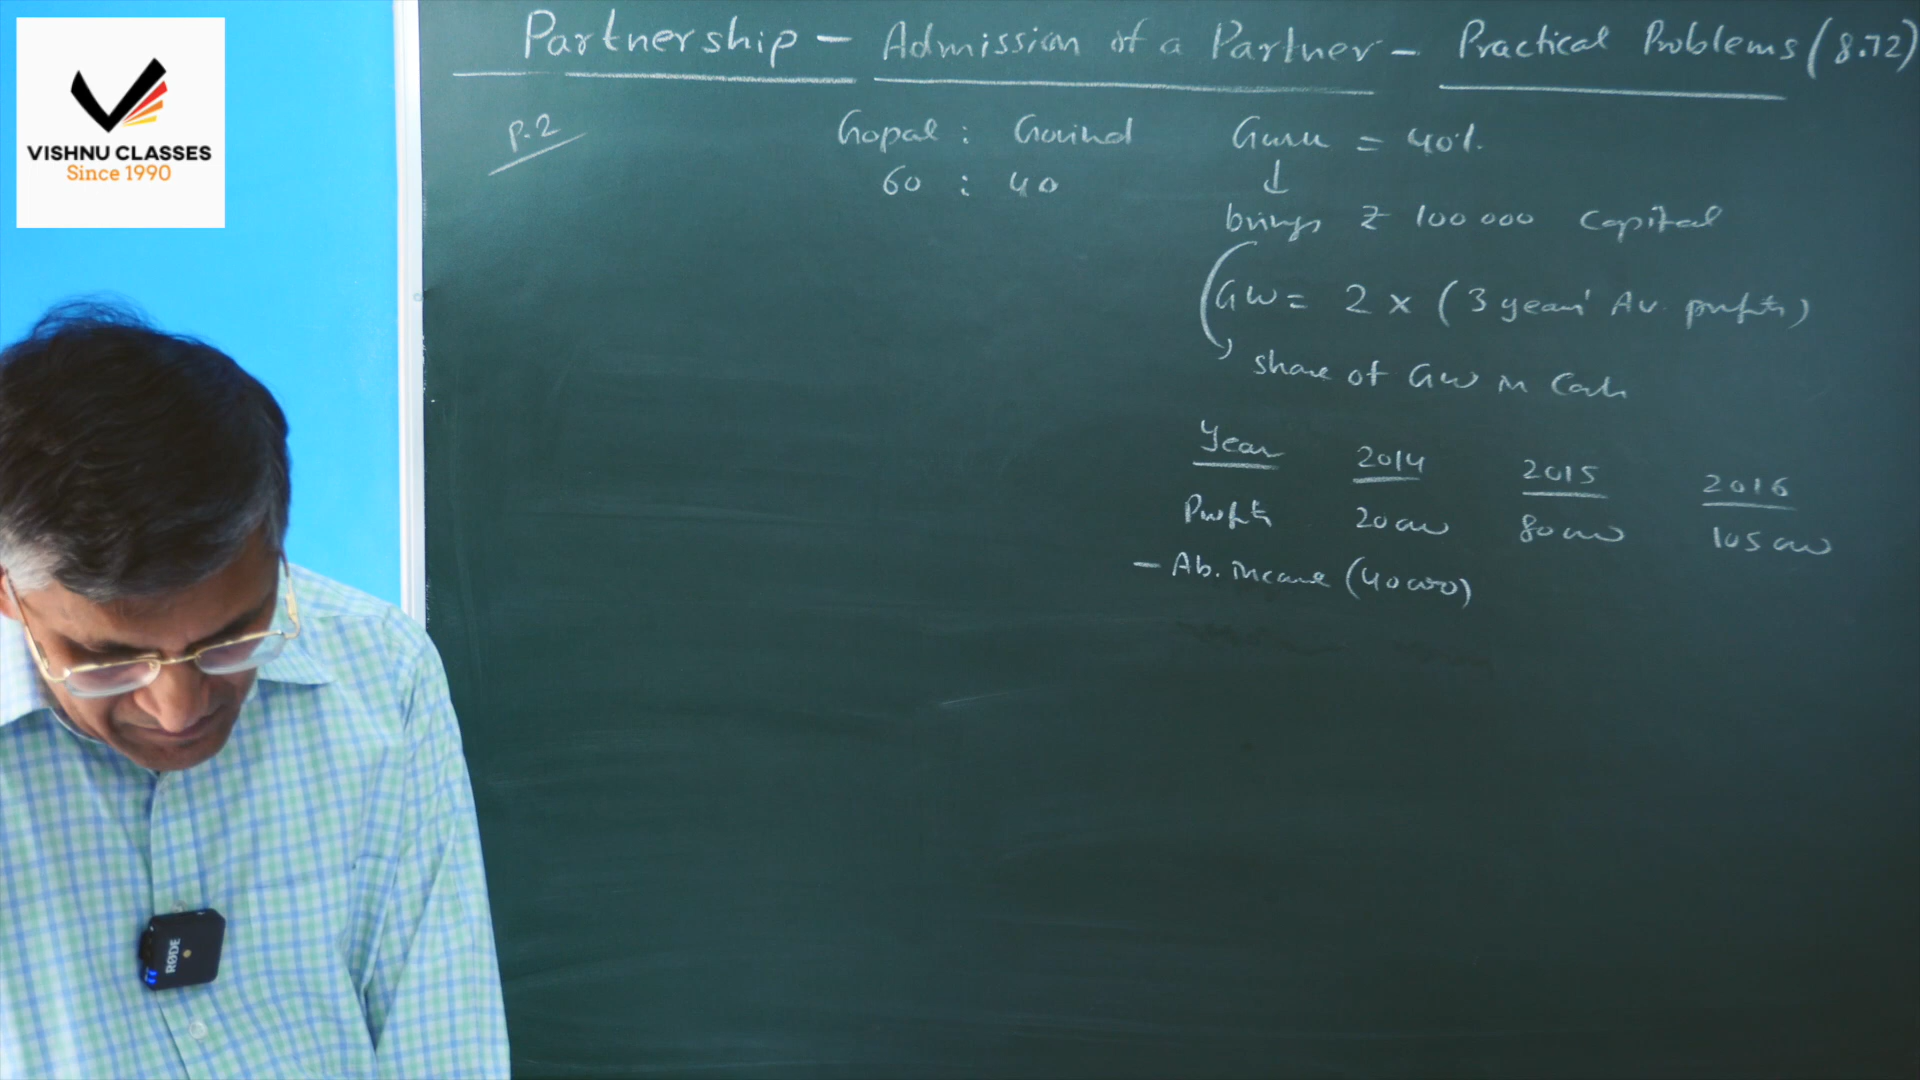 VISHNU CLASSES
Since 1990
Partnership - Admission of a Partner - Practical Problems (8.72)
P.2
Gopal : Govind Guru = 40%.
60 : 40
brings ₹ 100 000 Capital
GW = 2 x (3 years' Av. profits)
share of GW in Cash
Year 2014 2015 2016
Profits 20000 80000 105000
- Ab. income (40000)
RØDE